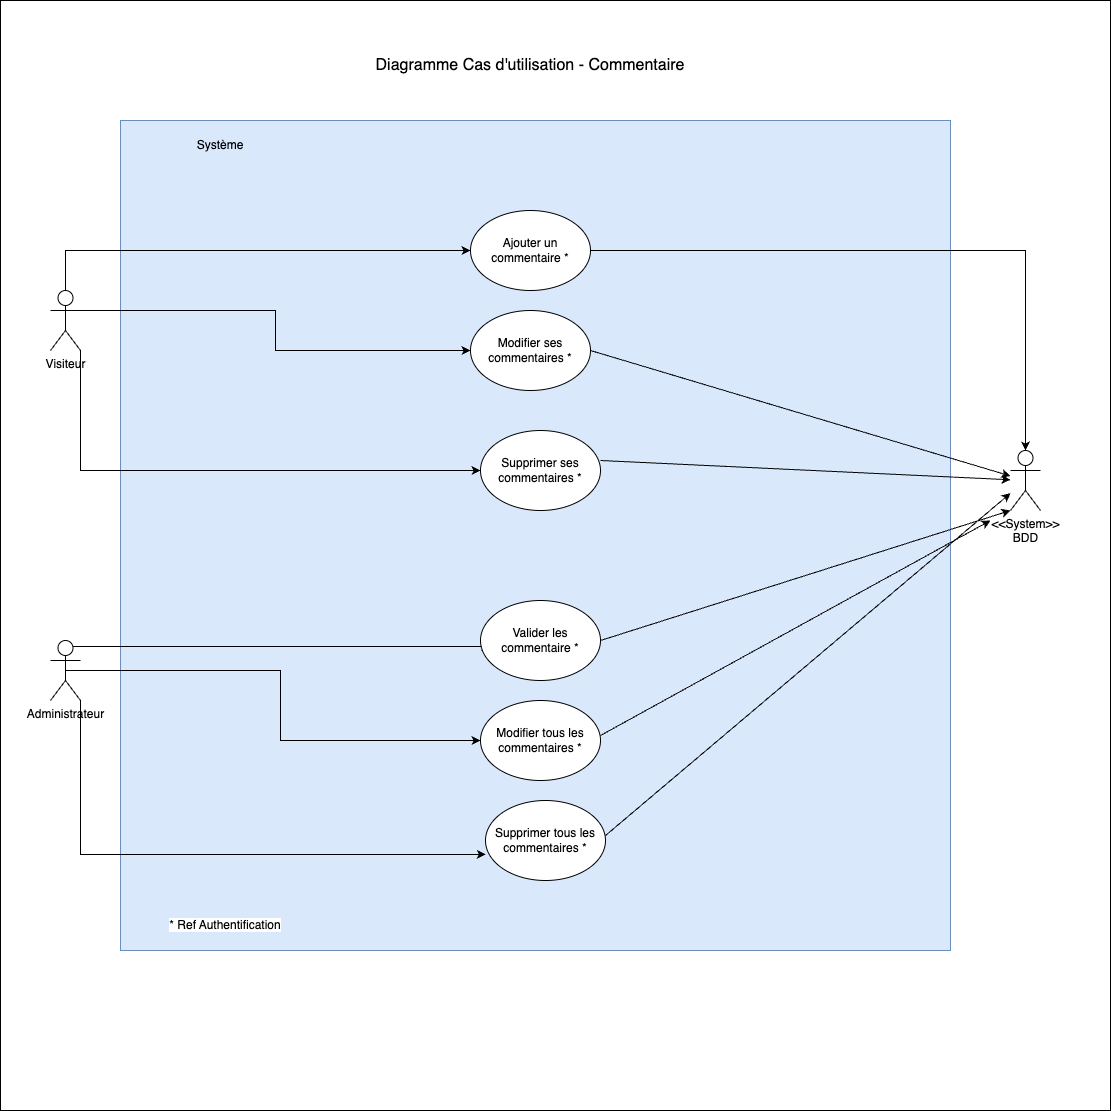 Diagramme Cas d'utilisation - Commentaire
Système
Ajouter un
commentaire *
Modifier ses
commentaires *
Visiteur
Supprimer ses
commentaires *
<<System>>
BDD
Valider les
commentaire *
Administrateur
Modifier tous les
commentaires *
Supprimer tous les
commentaires *
* Ref Authentification